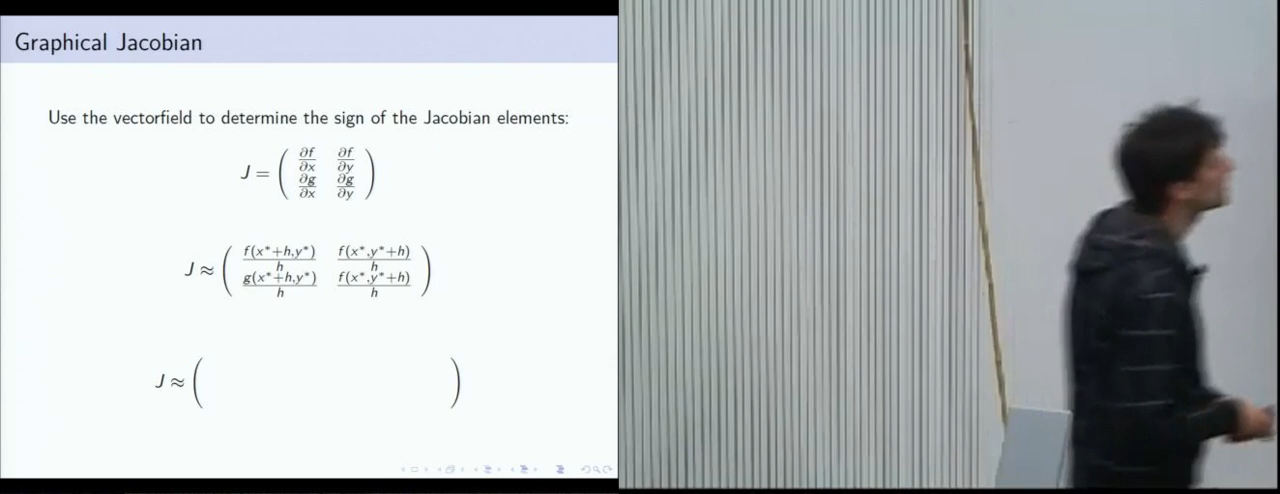 Graphical Jacobian
Use the vectorfield to determine the sign of the Jacobian elements:
J = ( ∂f/∂x ∂f/∂y
∂g/∂x ∂g/∂y )
J ≈ ( f(x*+h,y*)/h f(x*,y*+h)/h
g(x*+h,y*)/h f(x*,y*+h)/h )
J ≈ ( )